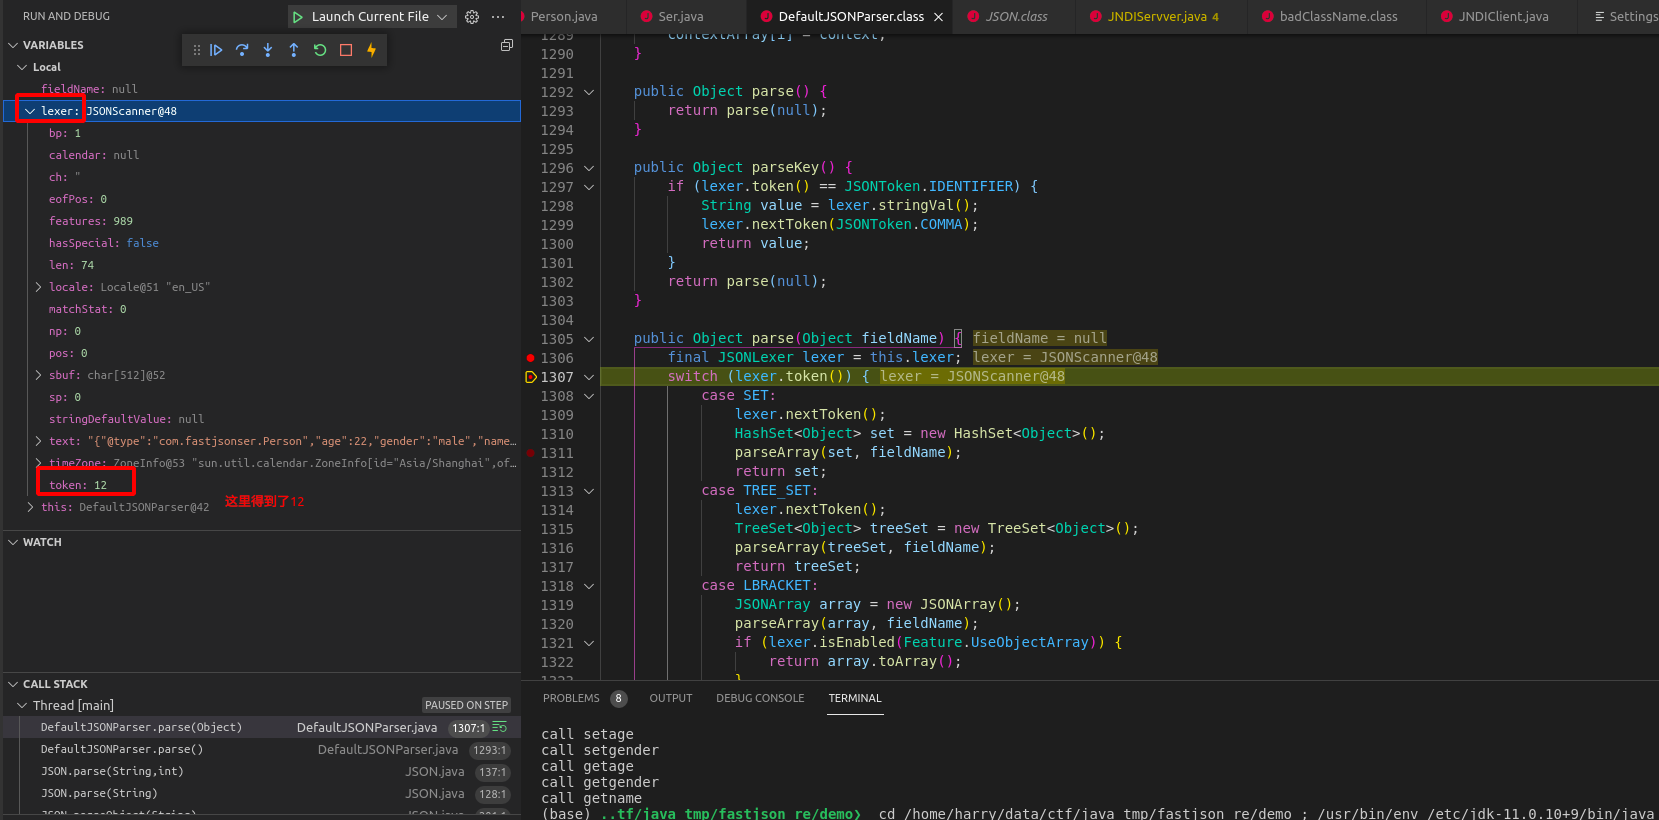 RUN AND DEBUG
Launch Current File
VARIABLES
Local
fieldName: null
lexer: JSONScanner@48
bp: 1
calendar: null
ch: "
eofPos: 0
features: 989
hasSpecial: false
len: 74
locale: Locale@51 "en_US"
matchStat: 0
np: 0
pos: 0
sbuf: char[512]@52
sp: 0
stringDefaultValue: null
text: "{"@type":"com.fastjsonser.Person","age":22,"gender":"male","name…
timeZone: ZoneInfo@53 "sun.util.calendar.ZoneInfo[id="Asia/Shanghai",of…
token: 12
这里得到了12
this: DefaultJSONParser@42
WATCH
CALL STACK
Thread [main] PAUSED ON STEP
DefaultJSONParser.parse(Object) DefaultJSONParser.java 1307:1
DefaultJSONParser.parse() DefaultJSONParser.java 1293:1
JSON.parse(String,int) JSON.java 137:1
JSON.parse(String) JSON.java 128:1
JSON.parseObject(String) JSON.java 201:1
Person.java Ser.java DefaultJSONParser.class JSON.class JNDIServver.java 4 badClassName.class JNDIClient.java Settings
1289 contextArray[i] = context;
1290 }
1291
1292 public Object parse() {
1293 return parse(null);
1294 }
1295
1296 public Object parseKey() {
1297 if (lexer.token() == JSONToken.IDENTIFIER) {
1298 String value = lexer.stringVal();
1299 lexer.nextToken(JSONToken.COMMA);
1300 return value;
1301 }
1302 return parse(null);
1303 }
1304
1305 public Object parse(Object fieldName) { fieldName = null
1306 final JSONLexer lexer = this.lexer; lexer = JSONScanner@48
1307 switch (lexer.token()) { lexer = JSONScanner@48
1308 case SET:
1309 lexer.nextToken();
1310 HashSet<Object> set = new HashSet<Object>();
1311 parseArray(set, fieldName);
1312 return set;
1313 case TREE_SET:
1314 lexer.nextToken();
1315 TreeSet<Object> treeSet = new TreeSet<Object>();
1316 parseArray(treeSet, fieldName);
1317 return treeSet;
1318 case LBRACKET:
1319 JSONArray array = new JSONArray();
1320 parseArray(array, fieldName);
1321 if (lexer.isEnabled(Feature.UseObjectArray)) {
1322 return array.toArray();
1323 }
PROBLEMS 8 OUTPUT DEBUG CONSOLE TERMINAL
call setage
call setgender
call getage
call getgender
call getname
(base) ..tf/java_tmp/fastjson_re/demo❯ cd /home/harry/data/ctf/java_tmp/fastjson_re/demo ; /usr/bin/env /etc/jdk-11.0.10+9/bin/java